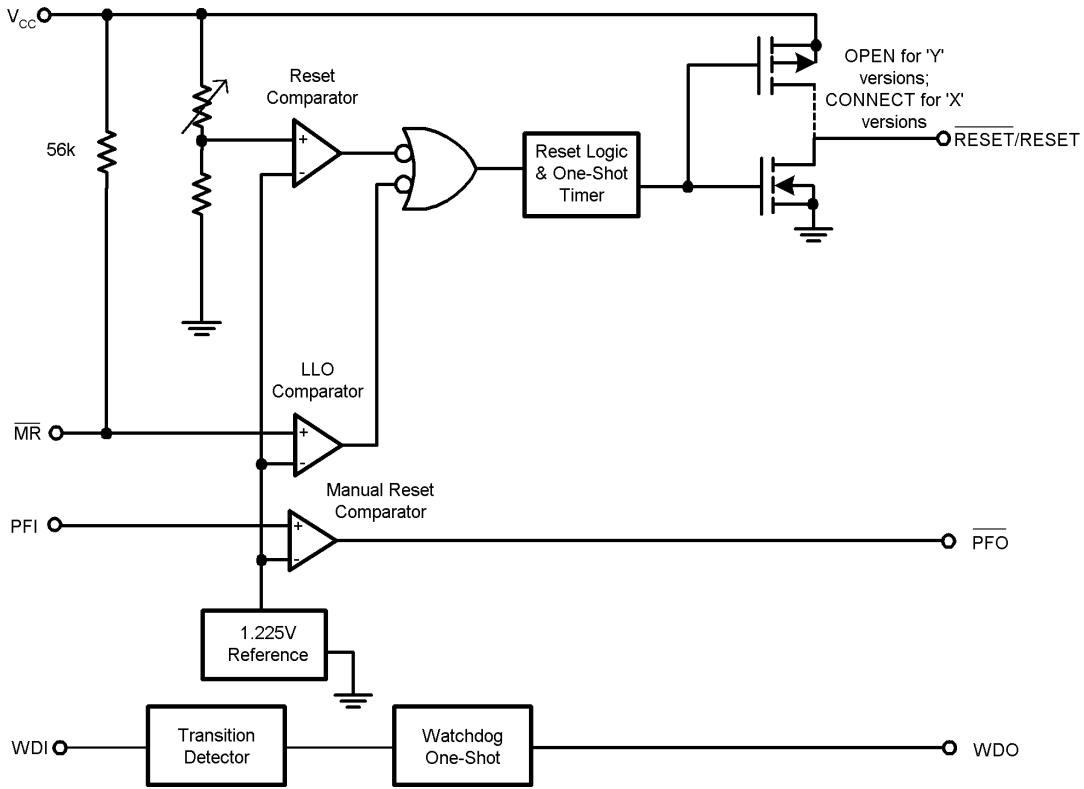 VCC
Reset
Comparator
OPEN for 'Y'
versions;
CONNECT for 'X'
versions
56k
+
-
Reset Logic
& One-Shot
Timer
RESET/RESET
LLO
Comparator
MR
+
-
Manual Reset
Comparator
PFI
+
-
PFO
1.225V
Reference
WDI
Transition
Detector
Watchdog
One-Shot
WDO